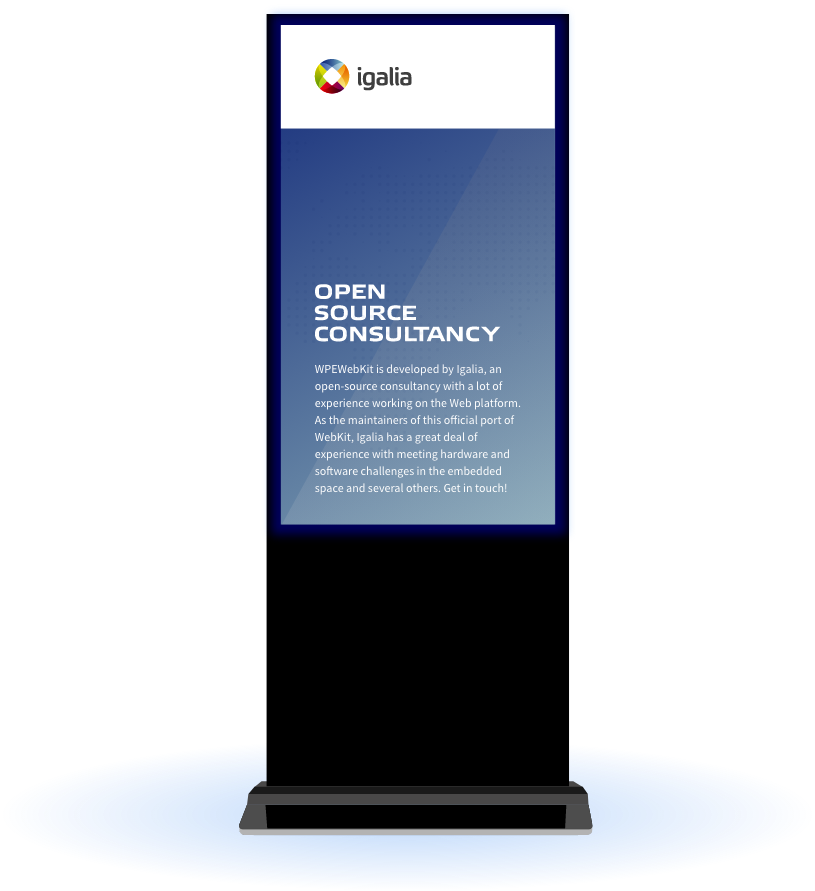 igalia
OPEN
SOURCE
CONSULTANCY
WPEWebKit is developed by Igalia, an
open-source consultancy with a lot of
experience working on the Web platform.
As the maintainers of this official port of
WebKit, Igalia has a great deal of
experience with meeting hardware and
software challenges in the embedded
space and several others. Get in touch!